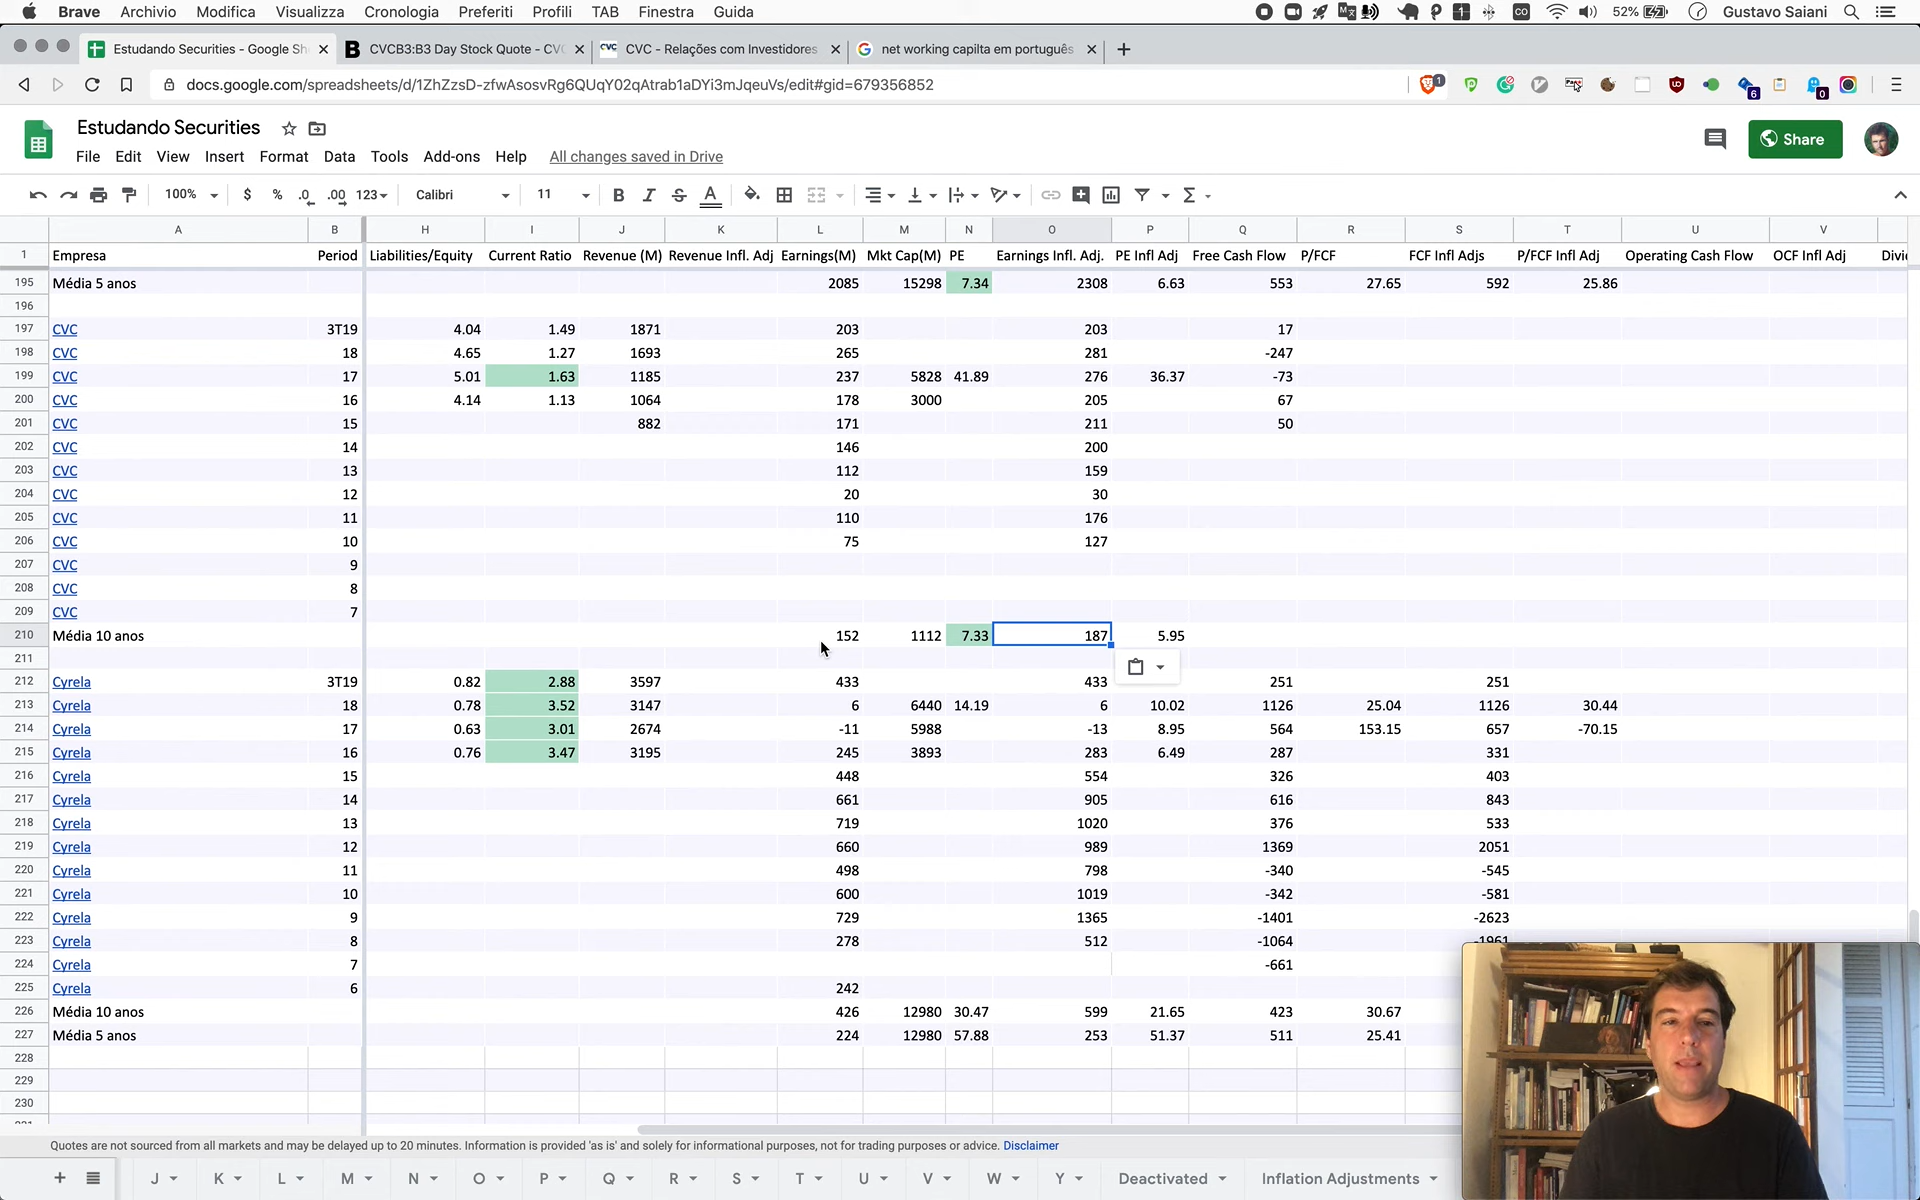 Brave Archivio Modifica Visualizza Cronologia Preferiti Profili TAB Finestra Guida 52% Gustavo Saiani
Estudando Securities - Google Sh CVCB3:B3 Day Stock Quote - CVC CVC - Relações com Investidores net working capilta em português
docs.google.com/spreadsheets/d/1ZhZzsD-zfwAsosvRg6QUqY02qAtrab1aDYi3mJqeuVs/edit#gid=679356852
Estudando Securities
Share
File Edit View Insert Format Data Tools Add-ons Help All changes saved in Drive
100% $ % .0 .00 123 Calibri 11 B I S A
A B H I J K L M N O P Q R S T U V
1 Empresa Period Liabilities/Equity Current Ratio Revenue (M) Revenue Infl. Adj Earnings(M) Mkt Cap(M) PE Earnings Infl. Adj. PE Infl Adj Free Cash Flow P/FCF FCF Infl Adjs P/FCF Infl Adj Operating Cash Flow OCF Infl Adj Divi
195 Média 5 anos 2085 15298 7.34 2308 6.63 553 27.65 592 25.86
196
197 CVC 3T19 4.04 1.49 1871 203 203 17
198 CVC 18 4.65 1.27 1693 265 281 -247
199 CVC 17 5.01 1.63 1185 237 5828 41.89 276 36.37 -73
200 CVC 16 4.14 1.13 1064 178 3000 205 67
201 CVC 15 882 171 211 50
202 CVC 14 146 200
203 CVC 13 112 159
204 CVC 12 20 30
205 CVC 11 110 176
206 CVC 10 75 127
207 CVC 9
208 CVC 8
209 CVC 7
210 Média 10 anos 152 1112 7.33 187 5.95
211
212 Cyrela 3T19 0.82 2.88 3597 433 433 251 251
213 Cyrela 18 0.78 3.52 3147 6 6440 14.19 6 10.02 1126 25.04 1126 30.44
214 Cyrela 17 0.63 3.01 2674 -11 5988 -13 8.95 564 153.15 657 -70.15
215 Cyrela 16 0.76 3.47 3195 245 3893 283 6.49 287 331
216 Cyrela 15 448 554 326 403
217 Cyrela 14 661 905 616 843
218 Cyrela 13 719 1020 376 533
219 Cyrela 12 660 989 1369 2051
220 Cyrela 11 498 798 -340 -545
221 Cyrela 10 600 1019 -342 -581
222 Cyrela 9 729 1365 -1401 -2623
223 Cyrela 8 278 512 -1064 -1961
224 Cyrela 7 -661
225 Cyrela 6 242
226 Média 10 anos 426 12980 30.47 599 21.65 423 30.67
227 Média 5 anos 224 12980 57.88 253 51.37 511 25.41
228
229
230
Quotes are not sourced from all markets and may be delayed up to 20 minutes. Information is provided 'as is' and solely for informational purposes, not for trading purposes or advice. Disclaimer
J K L M N O P Q R S T U V W Y Deactivated Inflation Adjustments